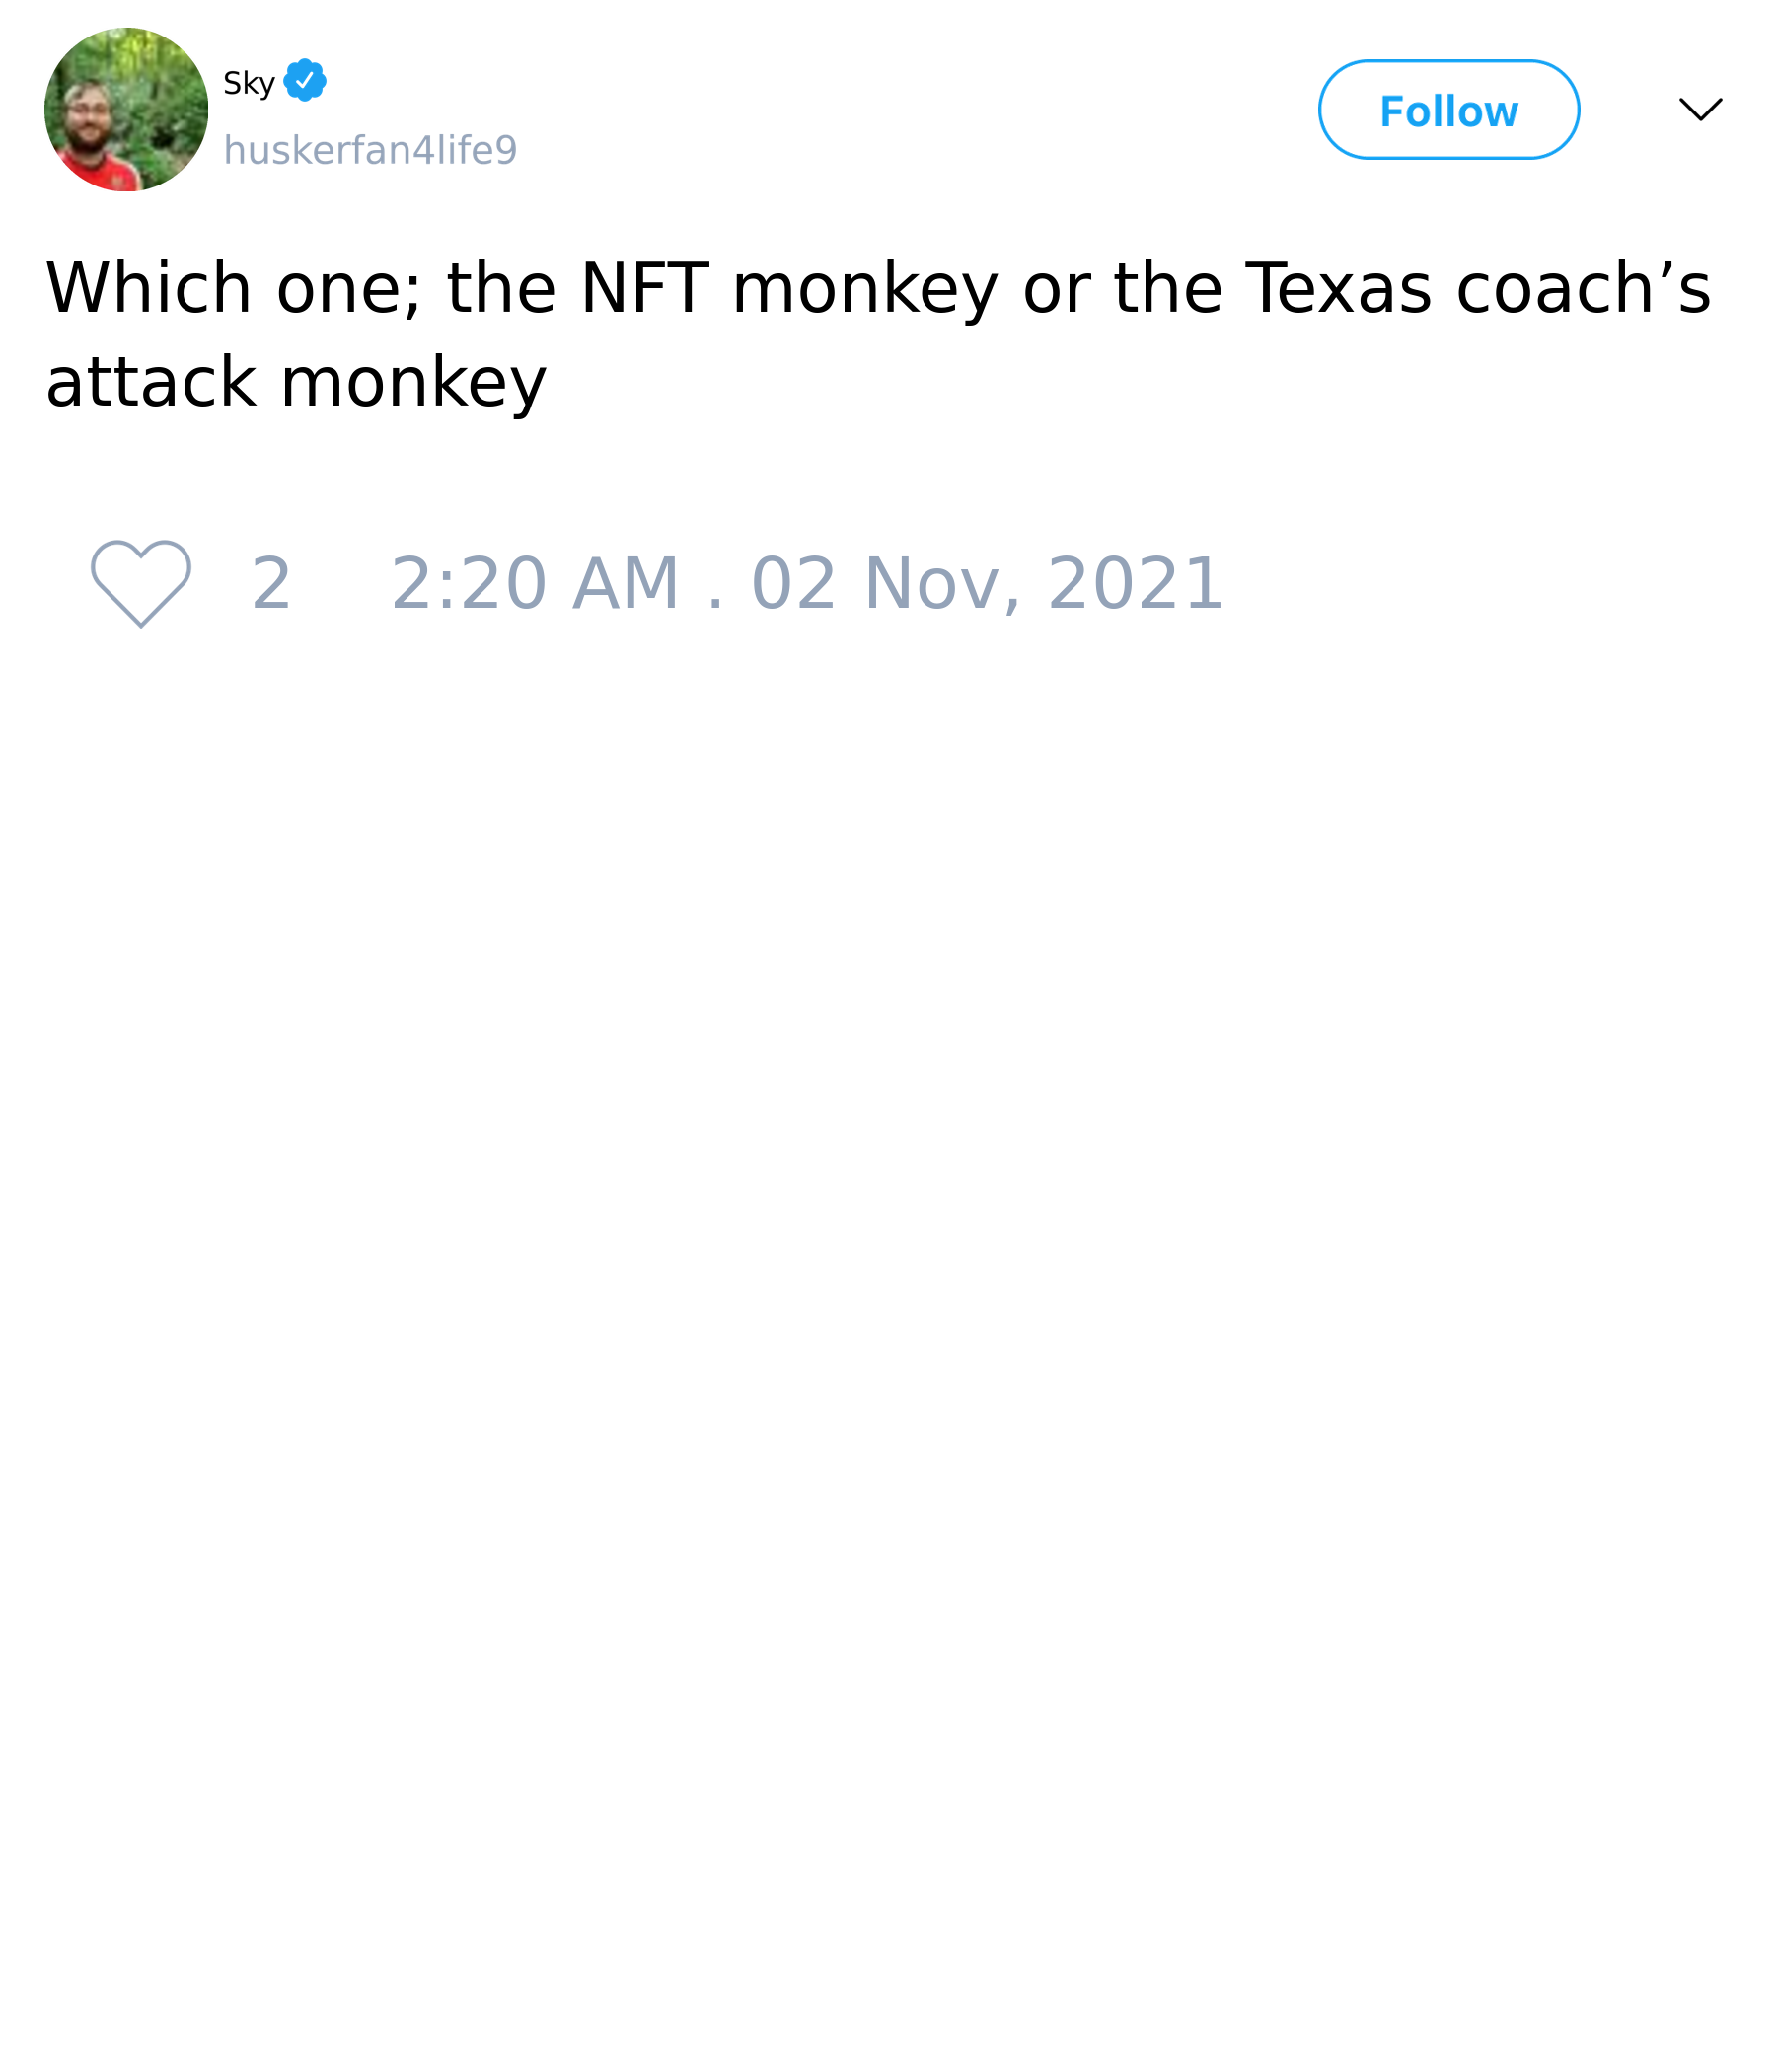 Sky
huskerfan4life9
Follow
Which one; the NFT monkey or the Texas coach’s
attack monkey
2 2:20 AM . 02 Nov, 2021